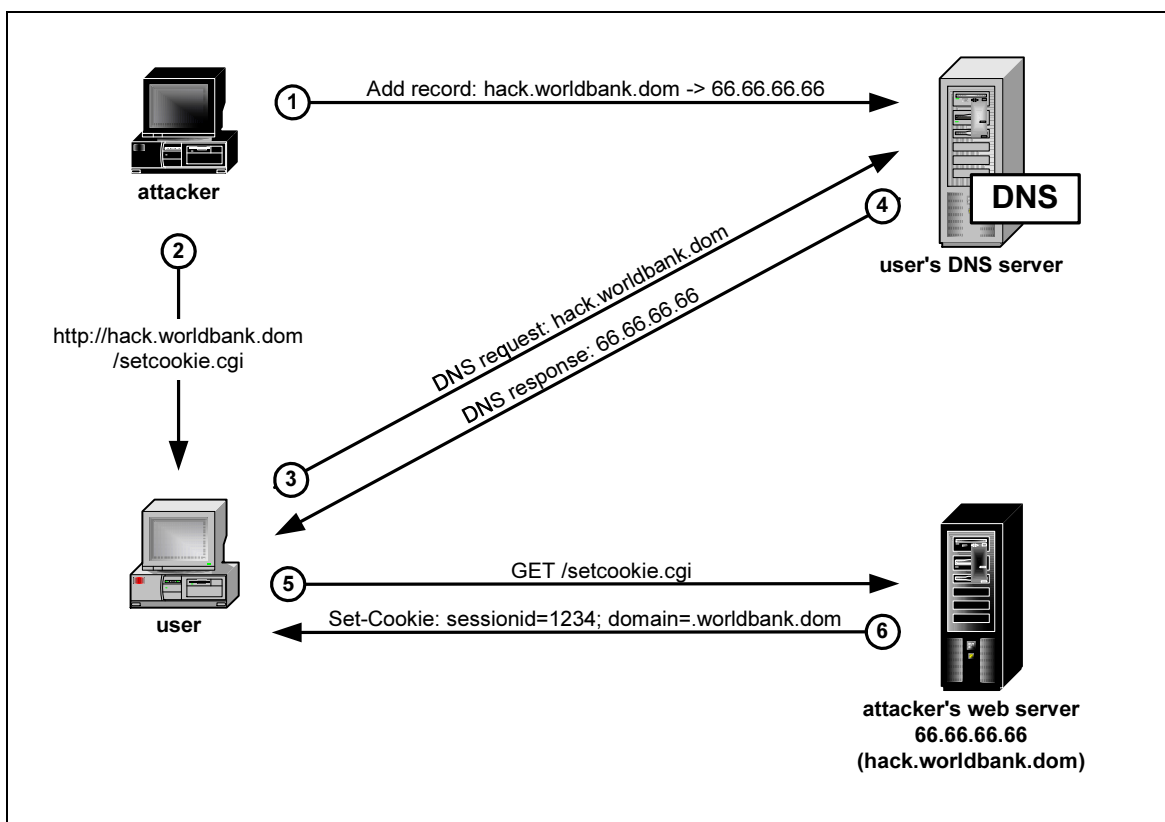 1
Add record: hack.worldbank.dom -> 66.66.66.66
attacker
DNS
user's DNS server
2
http://hack.worldbank.dom
/setcookie.cgi
4
DNS request: hack.worldbank.dom
DNS response: 66.66.66.66
3
user
5
GET /setcookie.cgi
Set-Cookie: sessionid=1234; domain=.worldbank.dom
6
attacker's web server
66.66.66.66
(hack.worldbank.dom)